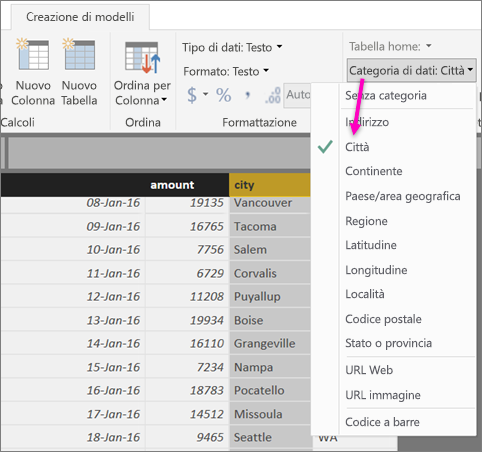 Creazione di modelli
Nuovo Colonna
Nuovo Tabella
Ordina per Colonna
Tipo di dati: Testo
Formato: Testo
$ % , .00 Auto
Tabella home:
Categoria di dati: Città
Calcoli
Ordina
Formattazione
Senza categoria
Indirizzo
Città
Continente
Paese/area geografica
Regione
Latitudine
Longitudine
Località
Codice postale
Stato o provincia
URL Web
URL immagine
Codice a barre
amount city
08-Jan-16 19135 Vancouver
09-Jan-16 16765 Tacoma
10-Jan-16 7756 Salem
11-Jan-16 6729 Corvalis
12-Jan-16 11208 Puyallup
13-Jan-16 19934 Boise
14-Jan-16 16110 Grangeville
15-Jan-16 7234 Nampa
16-Jan-16 18783 Pocatello
17-Jan-16 14512 Missoula
18-Jan-16 9465 Seattle WA